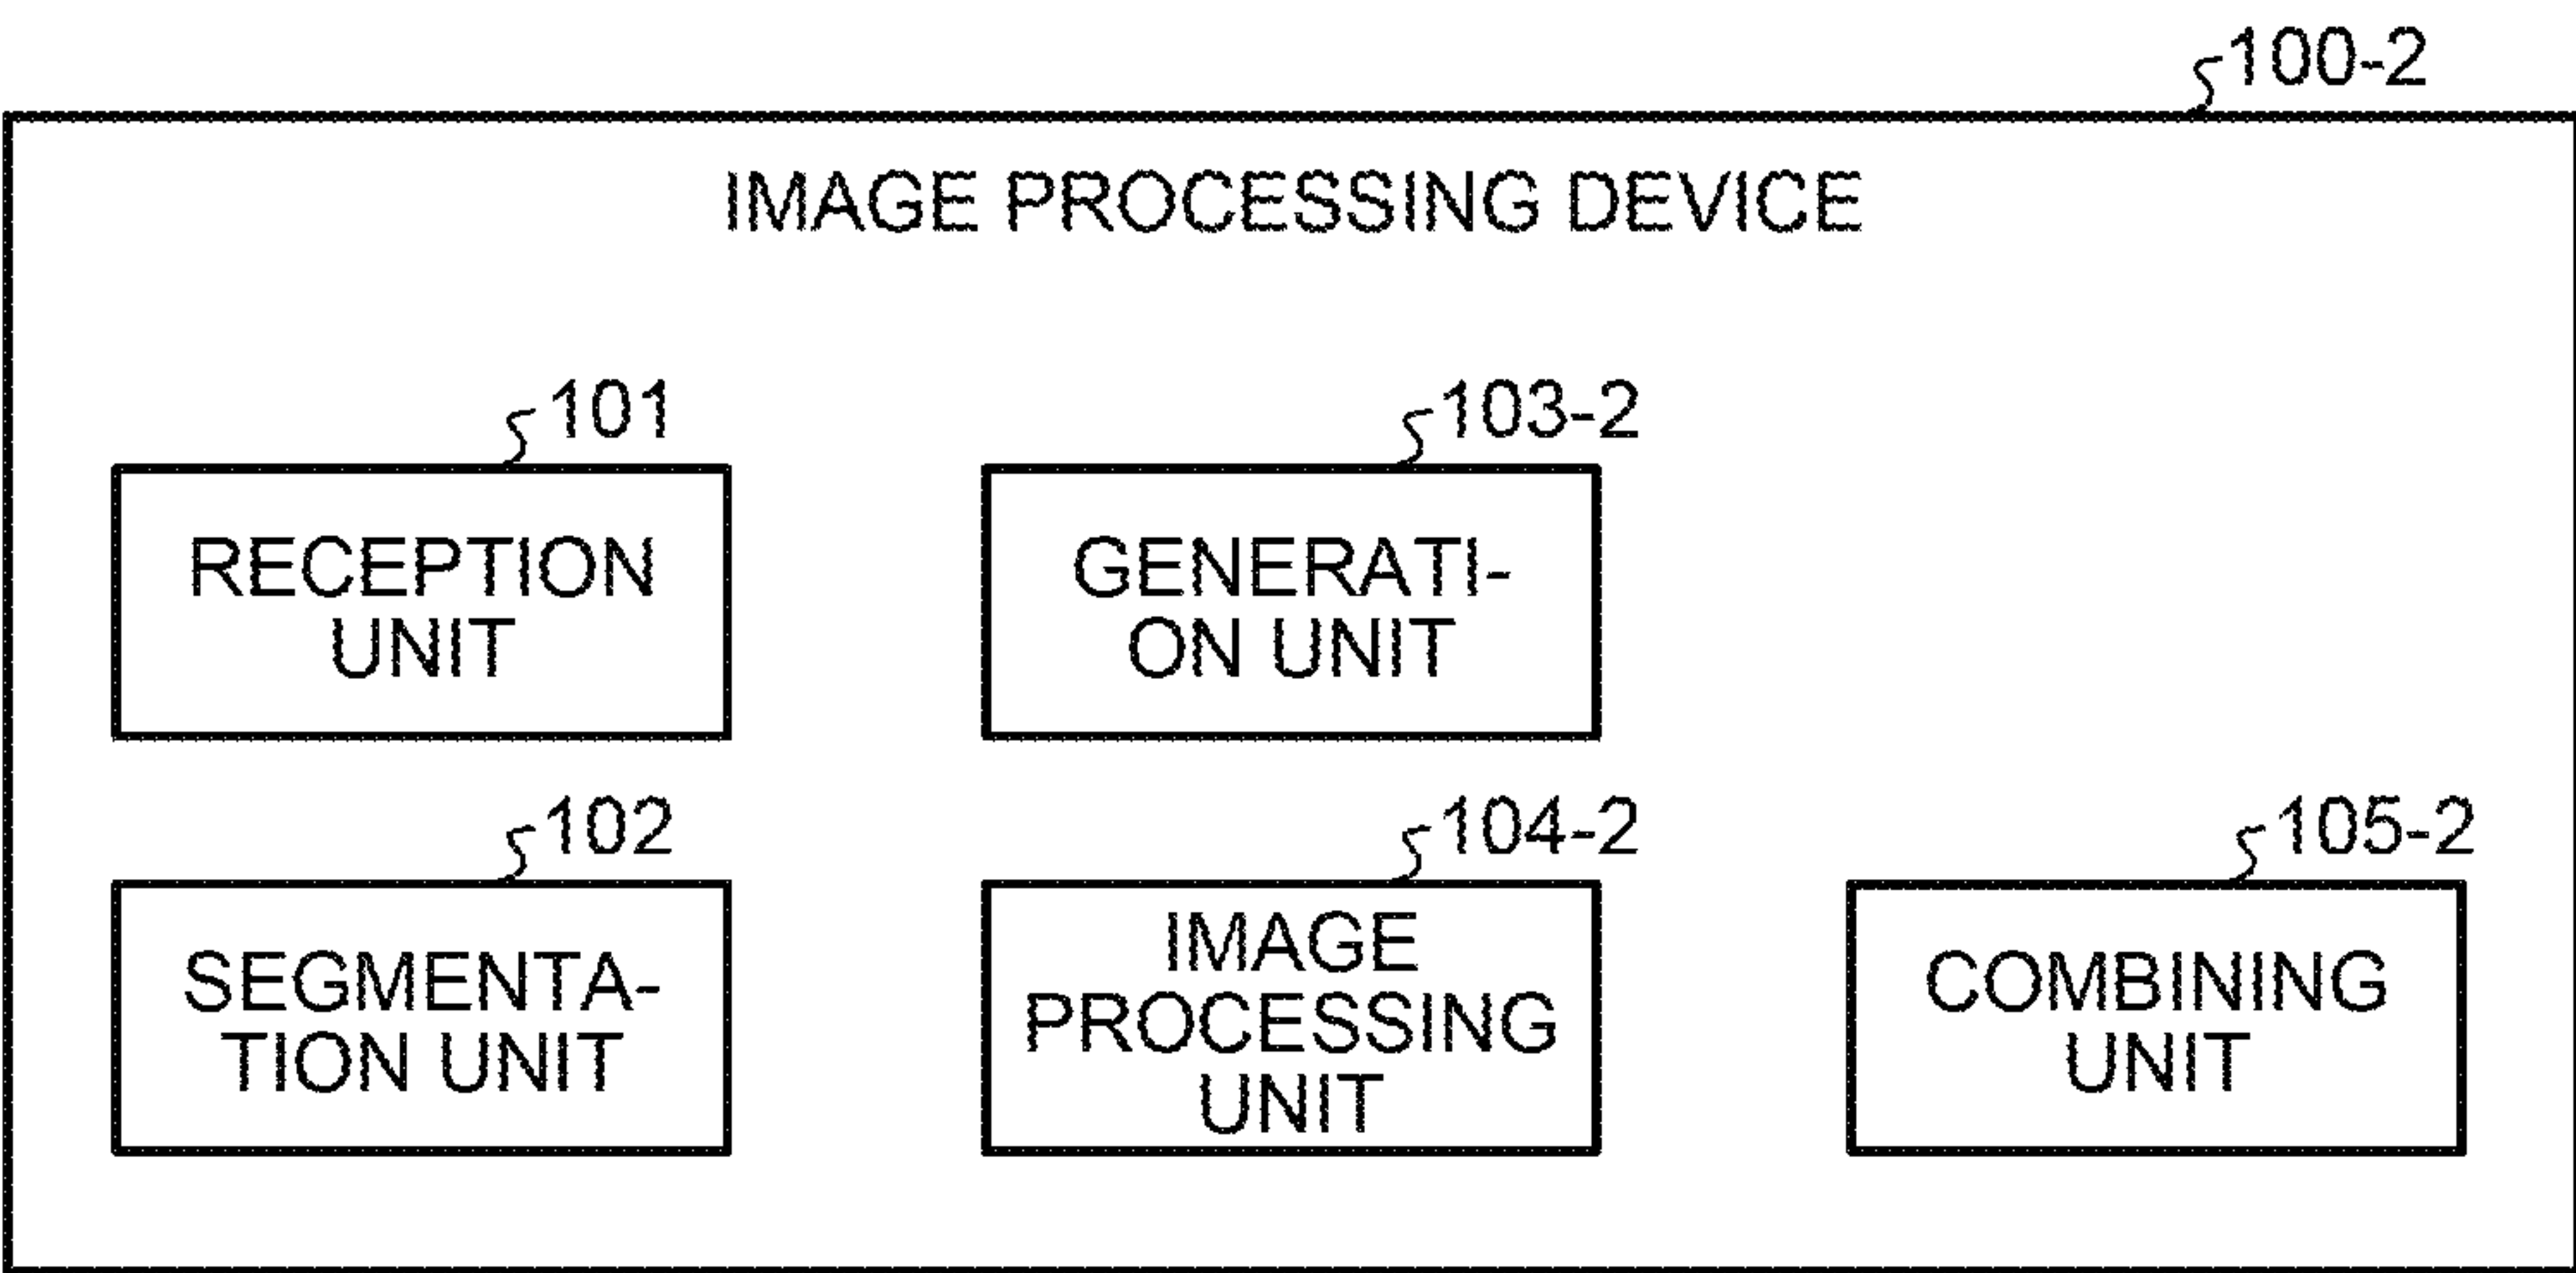 100-2
IMAGE PROCESSING DEVICE
101
RECEPTION
UNIT
103-2
GENERATI-
ON UNIT
102
SEGMENTA-
TION UNIT
104-2
IMAGE
PROCESSING
UNIT
105-2
COMBINING
UNIT